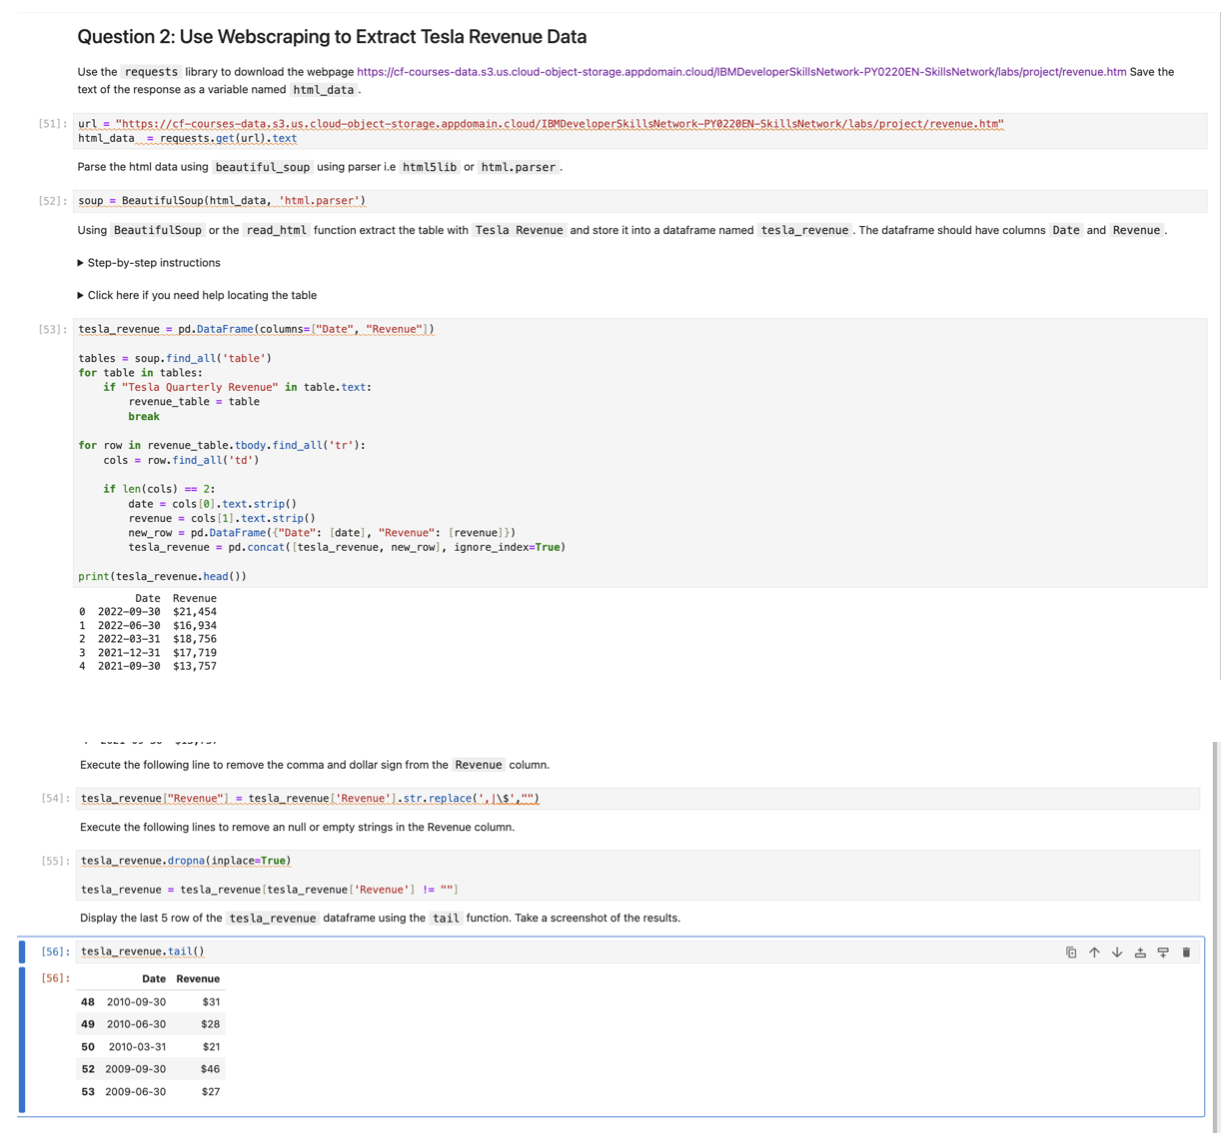 Question 2: Use Webscraping to Extract Tesla Revenue Data
Use the requests library to download the webpage https://cf-courses-data.s3.us.cloud-object-storage.appdomain.cloud/IBMDeveloperSkillsNetwork-PY0220EN-SkillsNetwork/labs/project/revenue.htm Save the
text of the response as a variable named html_data .
[51]: url = "https://cf-courses-data.s3.us.cloud-object-storage.appdomain.cloud/IBMDeveloperSkillsNetwork-PY0220EN-SkillsNetwork/labs/project/revenue.htm"
html_data  = requests.get(url).text
Parse the html data using beautiful_soup using parser i.e html5lib or html.parser .
[52]: soup = BeautifulSoup(html_data, 'html.parser')
Using BeautifulSoup or the read_html function extract the table with Tesla Revenue and store it into a dataframe named tesla_revenue . The dataframe should have columns Date and Revenue .
▶ Step-by-step instructions
▶ Click here if you need help locating the table
[53]: tesla_revenue = pd.DataFrame(columns=["Date", "Revenue"])
tables = soup.find_all('table')
for table in tables:
    if "Tesla Quarterly Revenue" in table.text:
        revenue_table = table
        break
for row in revenue_table.tbody.find_all('tr'):
    cols = row.find_all('td')
    if len(cols) == 2:
        date = cols[0].text.strip()
        revenue = cols[1].text.strip()
        new_row = pd.DataFrame({"Date": [date], "Revenue": [revenue]})
        tesla_revenue = pd.concat([tesla_revenue, new_row], ignore_index=True)
print(tesla_revenue.head())
Date Revenue
0 2022-09-30 $21,454
1 2022-06-30 $16,934
2 2022-03-31 $18,756
3 2021-12-31 $17,719
4 2021-09-30 $13,757
Execute the following line to remove the comma and dollar sign from the Revenue column.
[54]: tesla_revenue["Revenue"] = tesla_revenue['Revenue'].str.replace(',|\$',"")
Execute the following lines to remove an null or empty strings in the Revenue column.
[55]: tesla_revenue.dropna(inplace=True)
tesla_revenue = tesla_revenue[tesla_revenue['Revenue'] != ""]
Display the last 5 row of the tesla_revenue dataframe using the tail function. Take a screenshot of the results.
[56]: tesla_revenue.tail()
[56]: Date Revenue
48 2010-09-30 $31
49 2010-06-30 $28
50 2010-03-31 $21
52 2009-09-30 $46
53 2009-06-30 $27